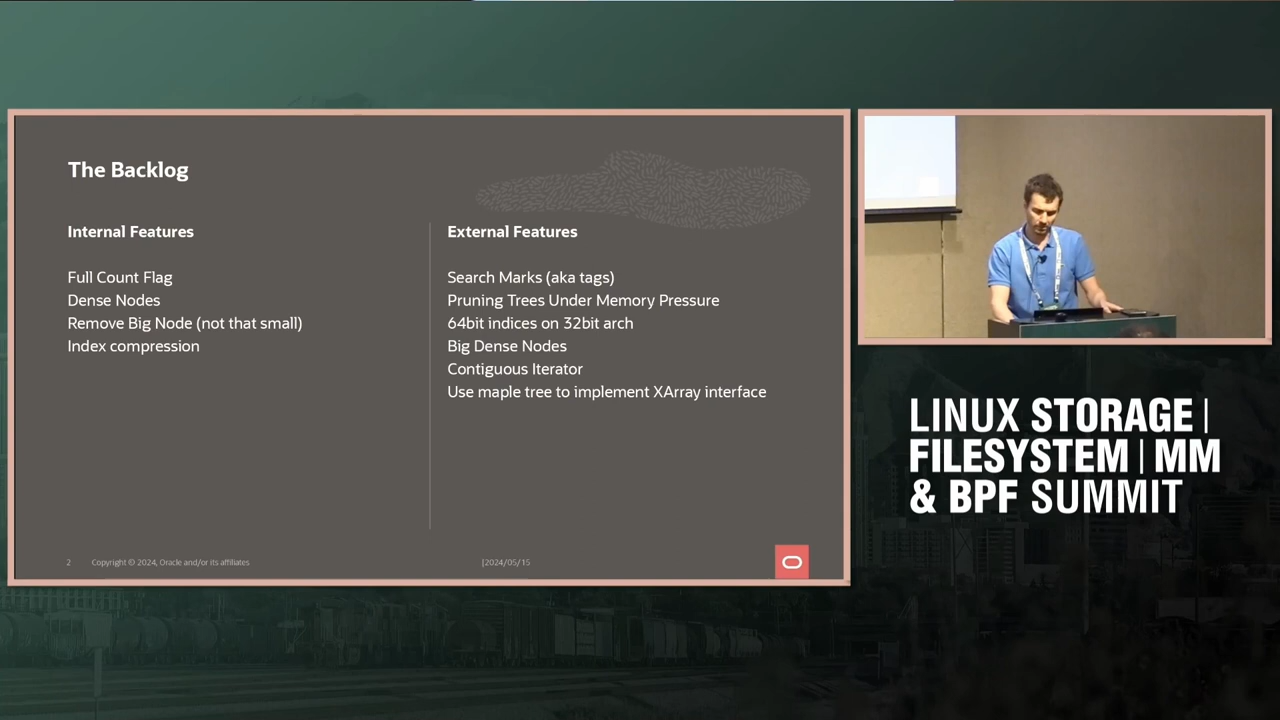 The Backlog
Internal Features
Full Count Flag
Dense Nodes
Remove Big Node (not that small)
Index compression
External Features
Search Marks (aka tags)
Pruning Trees Under Memory Pressure
64bit indices on 32bit arch
Big Dense Nodes
Contiguous Iterator
Use maple tree to implement XArray interface
2
Copyright © 2024, Oracle and/or its affiliates
|2024/05/15
LINUX STORAGE |
FILESYSTEM | MM
& BPF SUMMIT